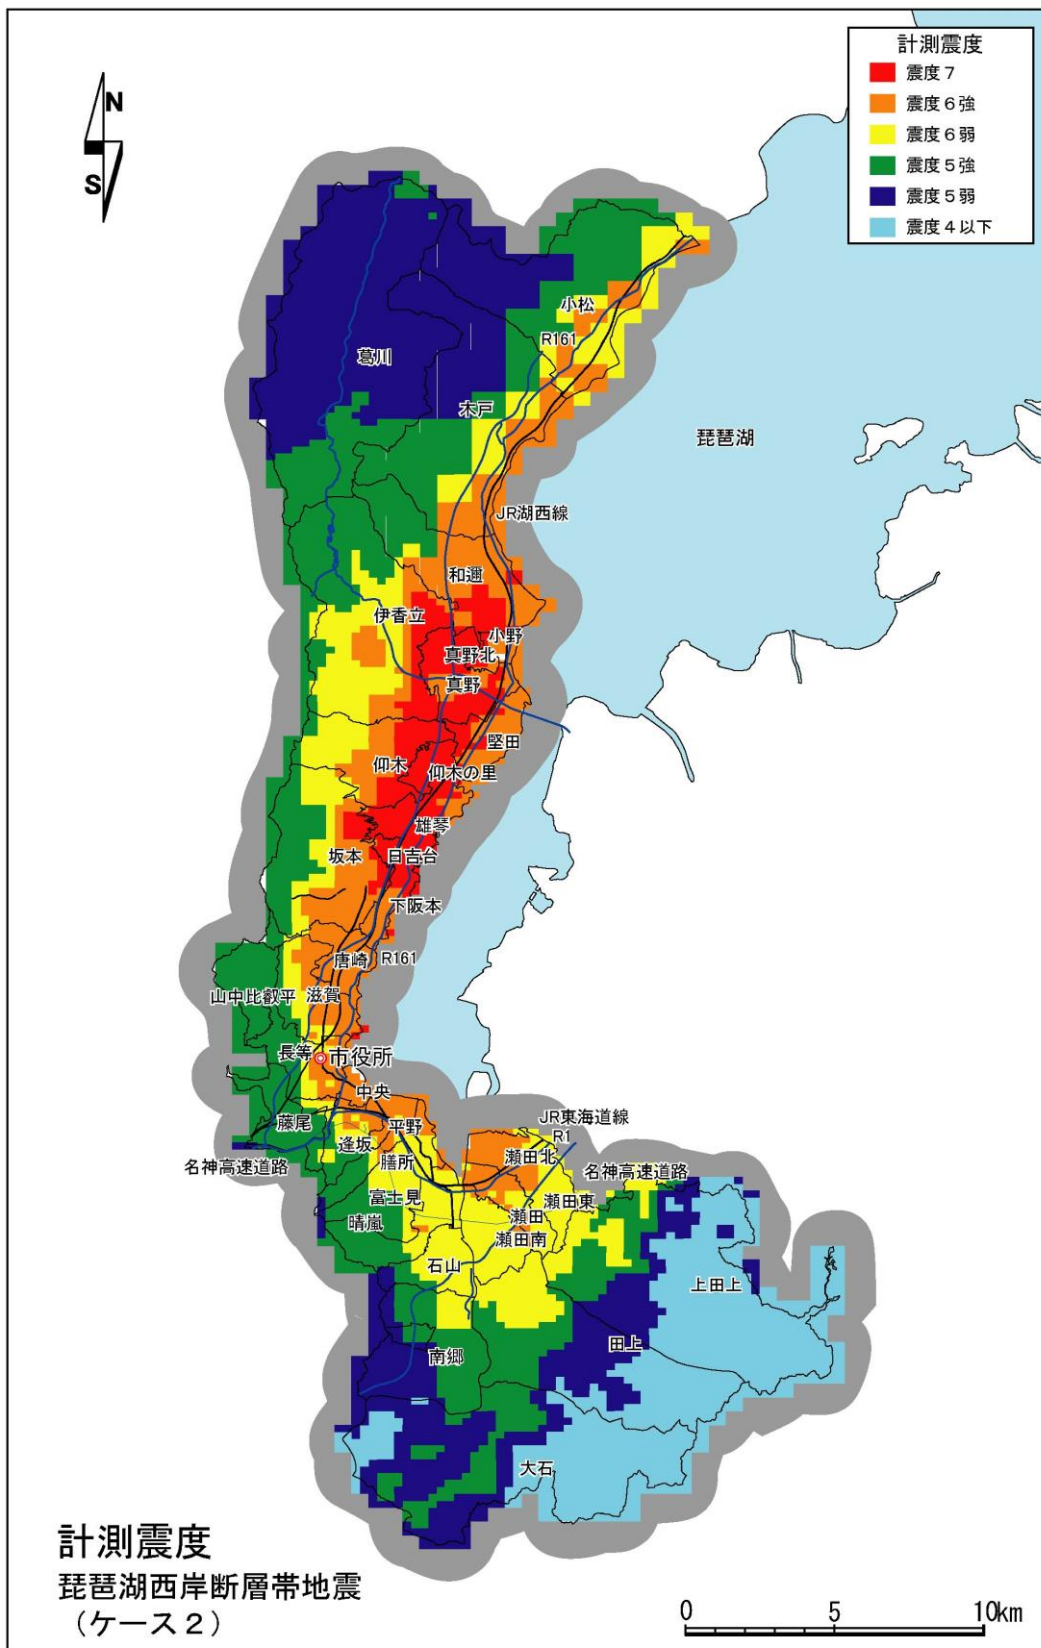 計測震度
震度７
震度６強
震度６弱
震度５強
震度５弱
震度４以下
N
S
小松
R161
葛川
木戸
琵琶湖
JR湖西線
和邇
伊香立
小野
真野北
真野
堅田
仰木
仰木の里
雄琴
坂本
日吉台
下阪本
唐崎
R161
山中比叡平
滋賀
長等
市役所
中央
藤尾
平野
JR東海道線
R1
逢坂
膳所
瀬田北
名神高速道路
名神高速道路
富士見
瀬田東
晴嵐
瀬田
瀬田南
石山
上田上
田上
南郷
大石
計測震度
琵琶湖西岸断層帯地震
（ケース２）
0
5
10km